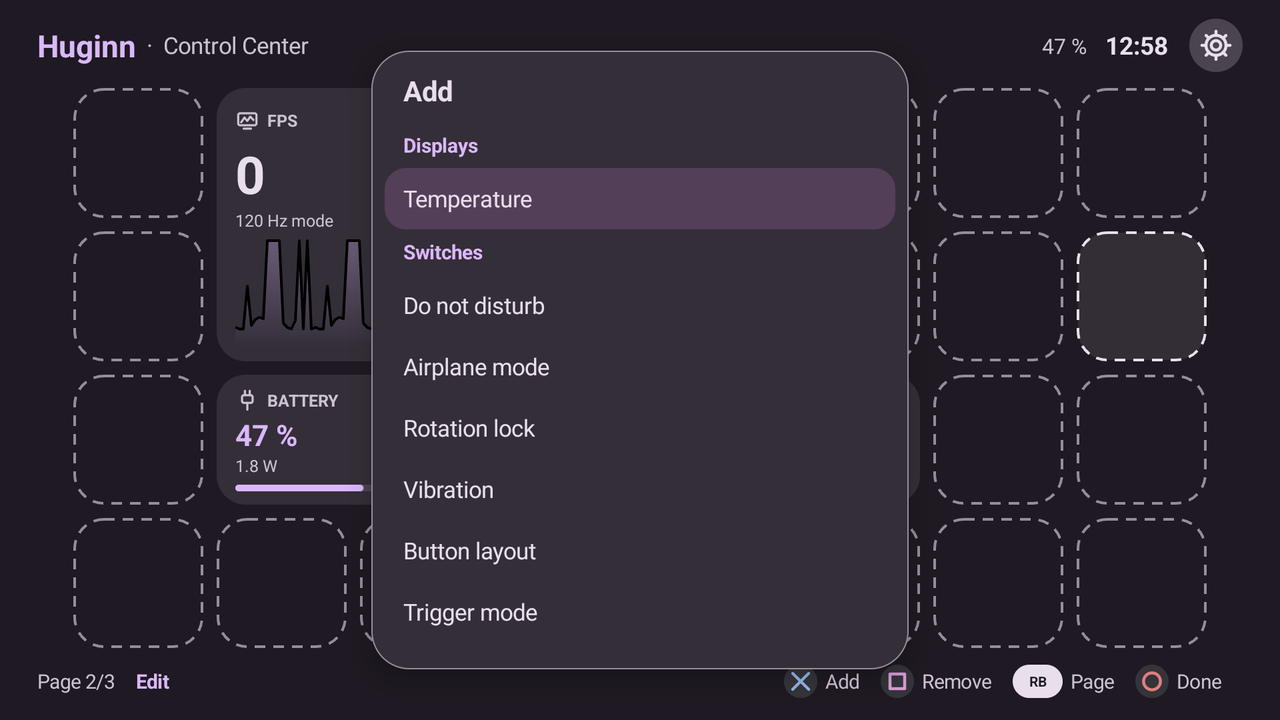 Huginn · Control Center
47 % 12:58
Add
Displays
Temperature
Switches
Do not disturb
Airplane mode
Rotation lock
Vibration
Button layout
Trigger mode
FPS
0
120 Hz mode
BATTERY
47 %
1.8 W
Page 2/3 Edit
Add Remove RB Page Done